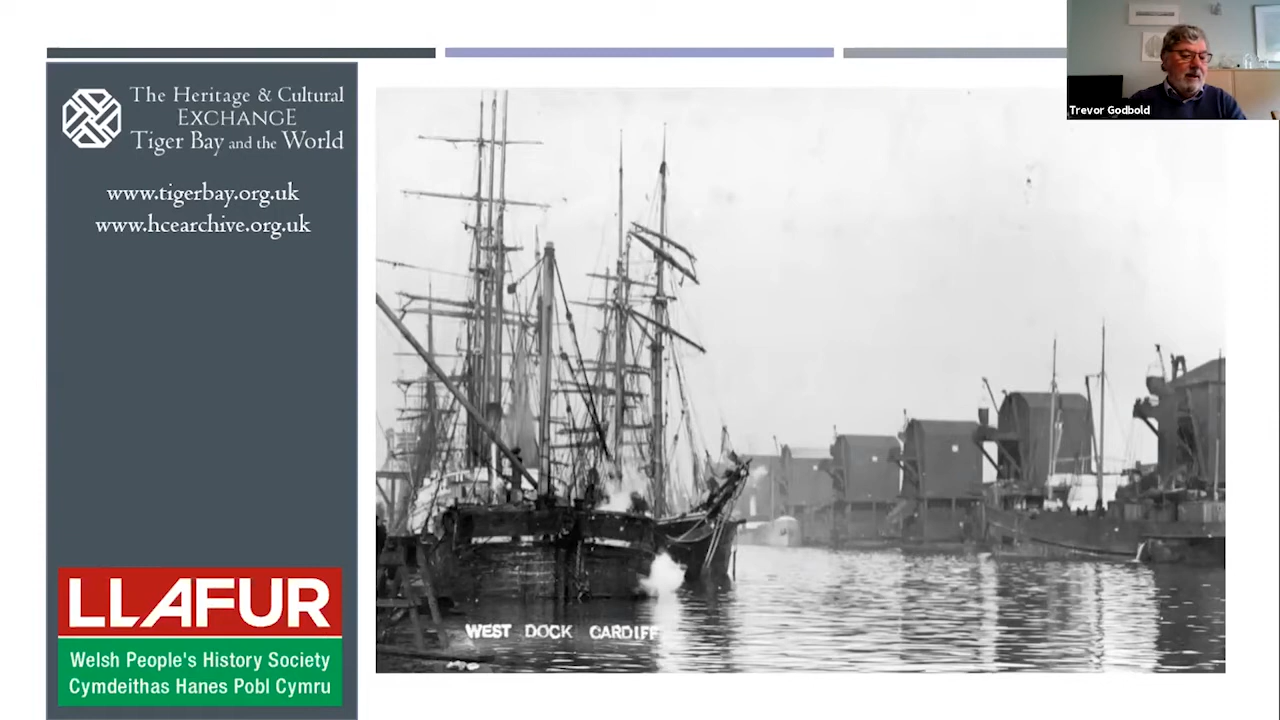 The Heritage & Cultural
EXCHANGE
Tiger Bay and the World
www.tigerbay.org.uk
www.hcearchive.org.uk
LLAFUR
Welsh People's History Society
Cymdeithas Hanes Pobl Cymru
WEST DOCK CARDIFF
Trevor Godbold